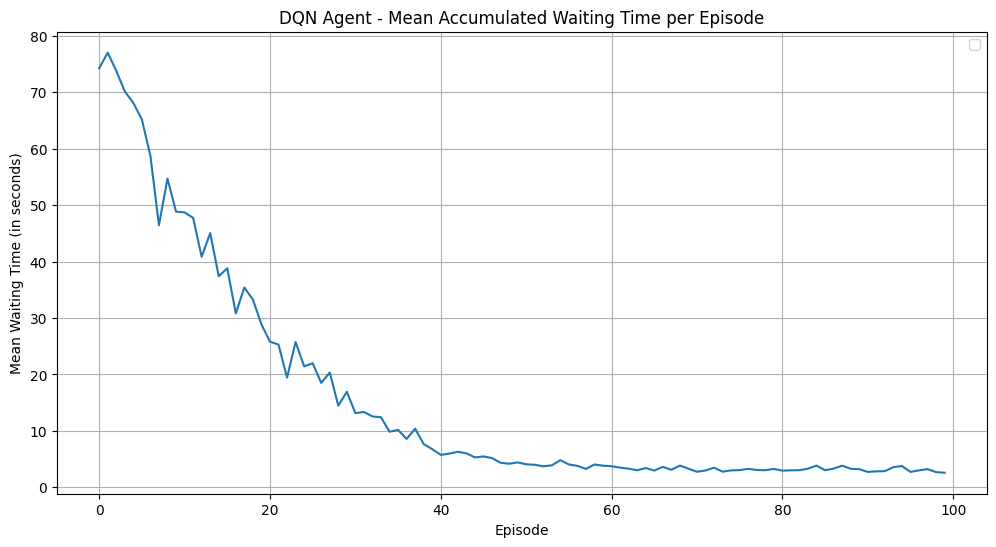 DQN Agent - Mean Accumulated Waiting Time per Episode
80
70
60
50
40
30
20
10
0
Mean Waiting Time (in seconds)
0 20 40 60 80 100
Episode